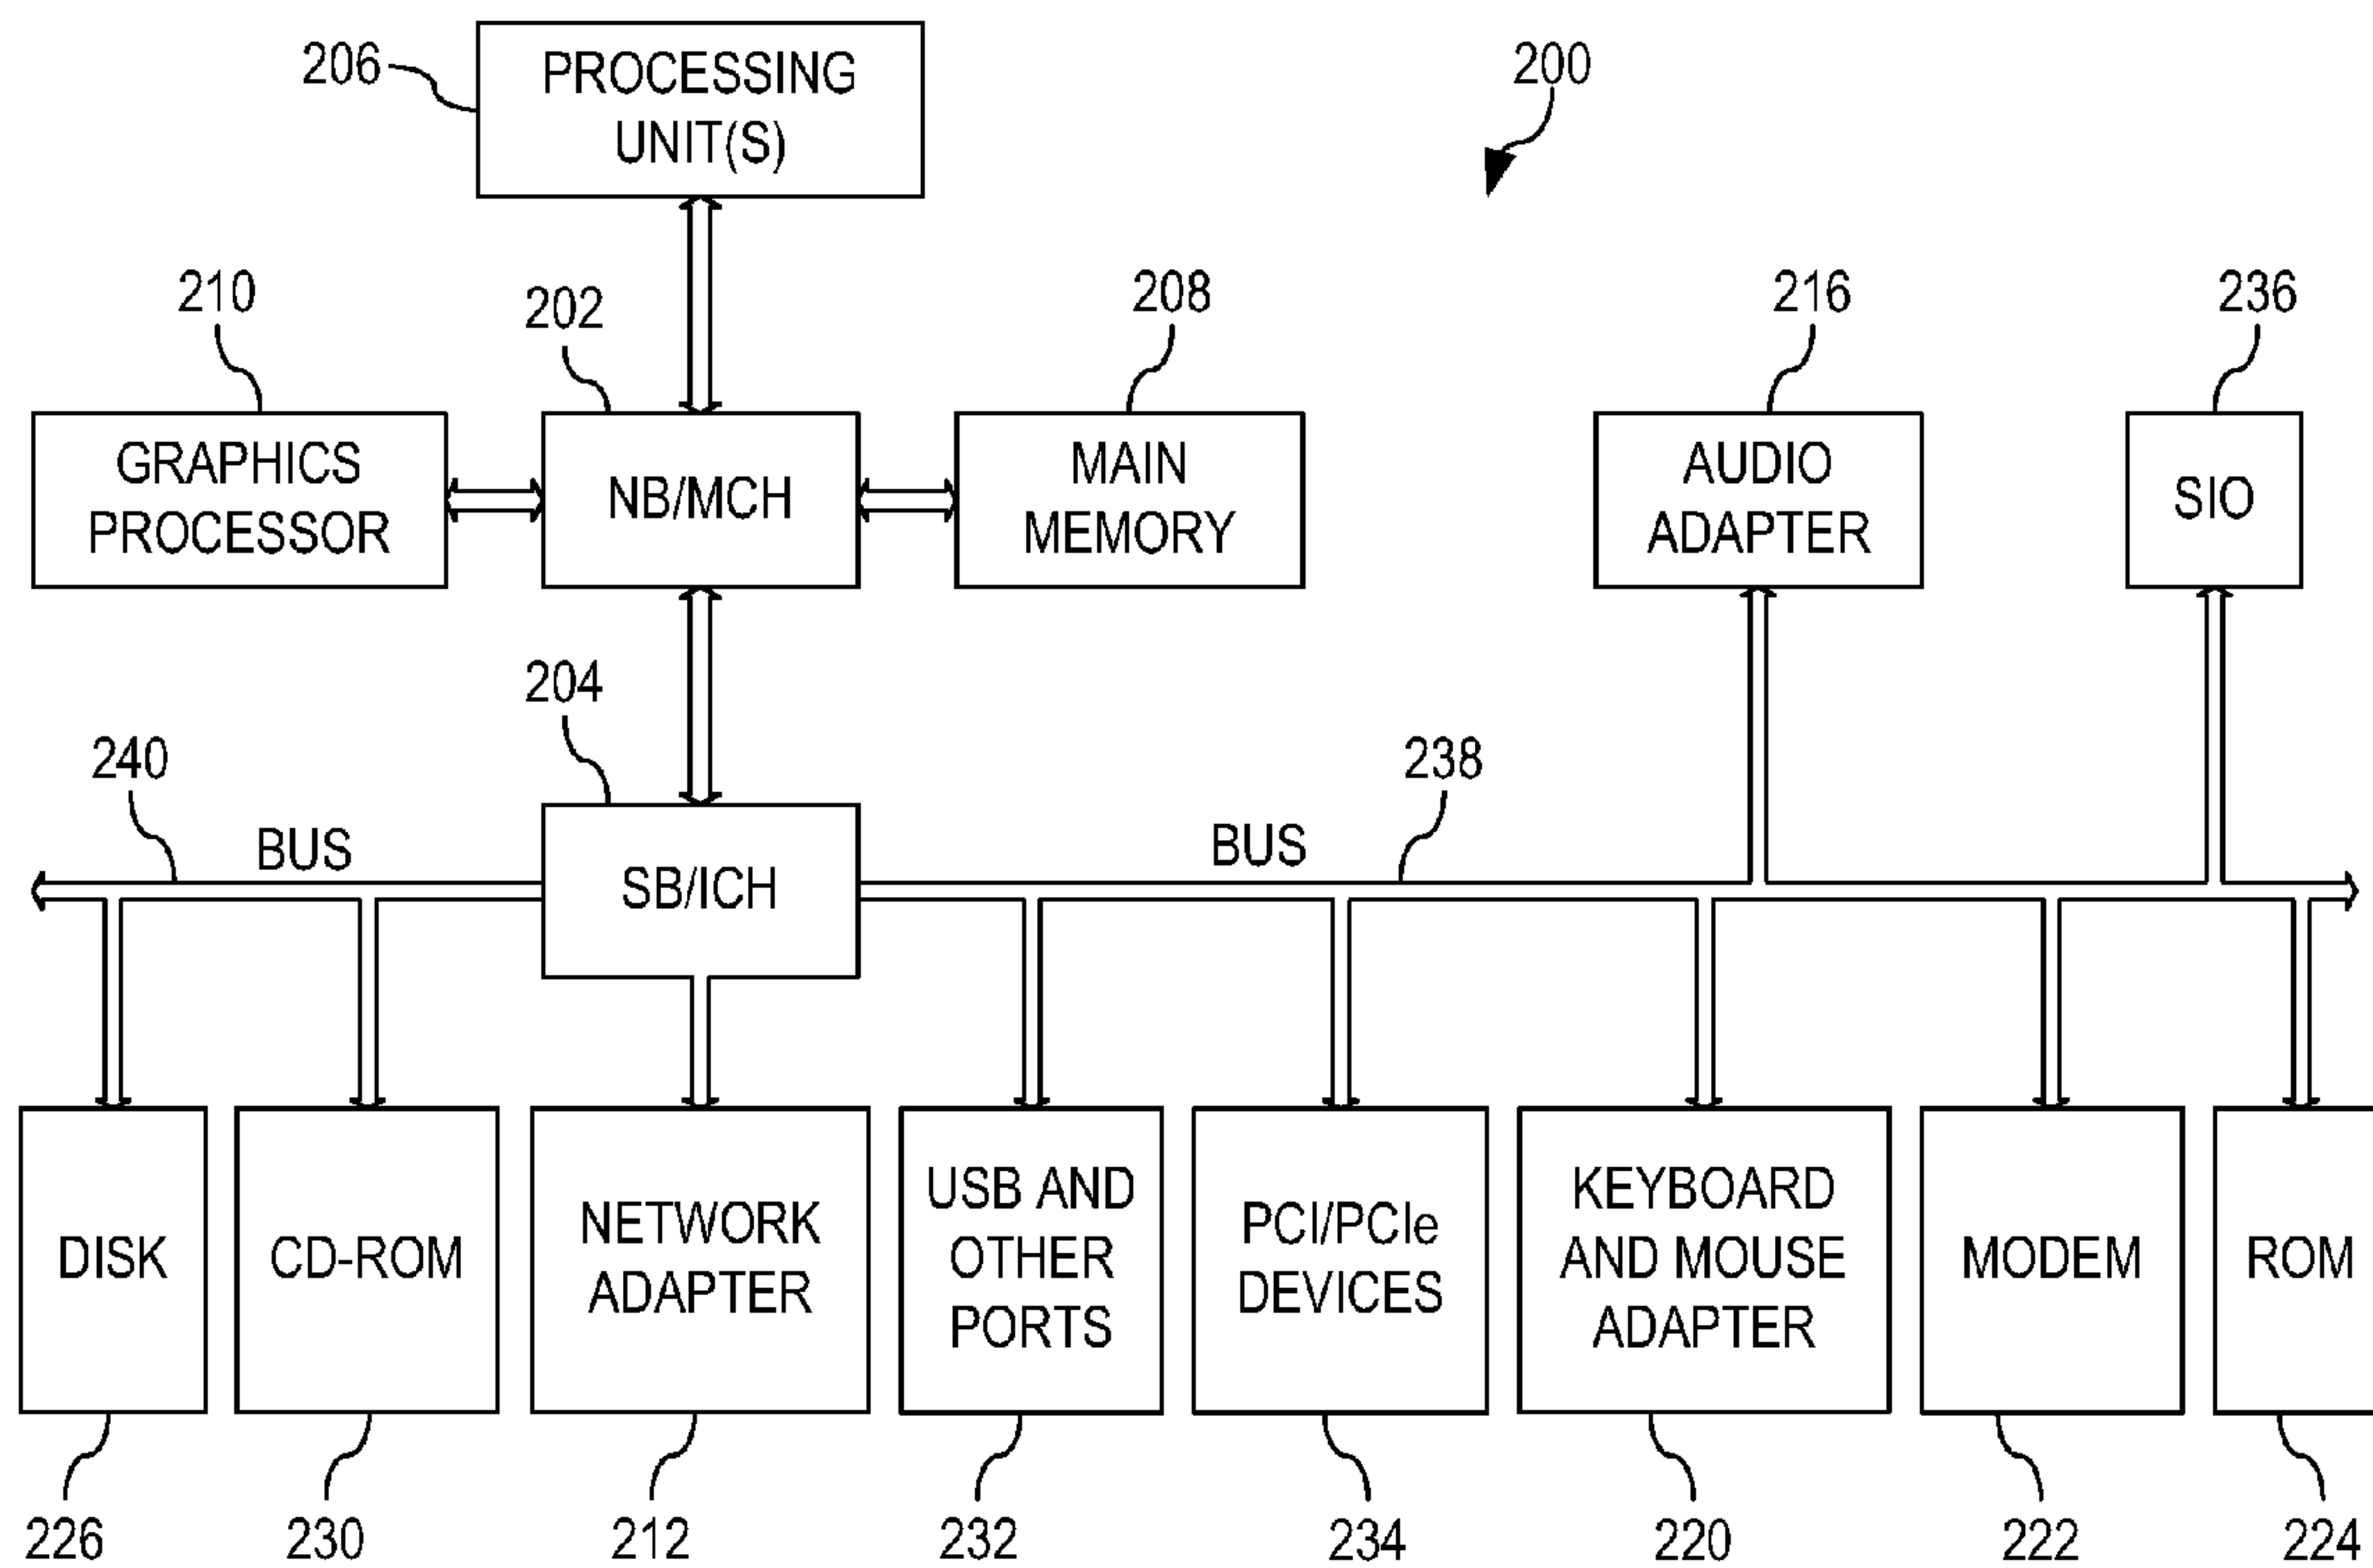 206
PROCESSING
UNIT(S)
200
210
202
208
216
236
GRAPHICS
PROCESSOR
NB/MCH
MAIN
MEMORY
AUDIO
ADAPTER
SIO
204
240
238
BUS
SB/ICH
BUS
DISK
CD-ROM
NETWORK
ADAPTER
USB AND
OTHER
PORTS
PCI/PCIe
DEVICES
KEYBOARD
AND MOUSE
ADAPTER
MODEM
ROM
226
230
212
232
234
220
222
224